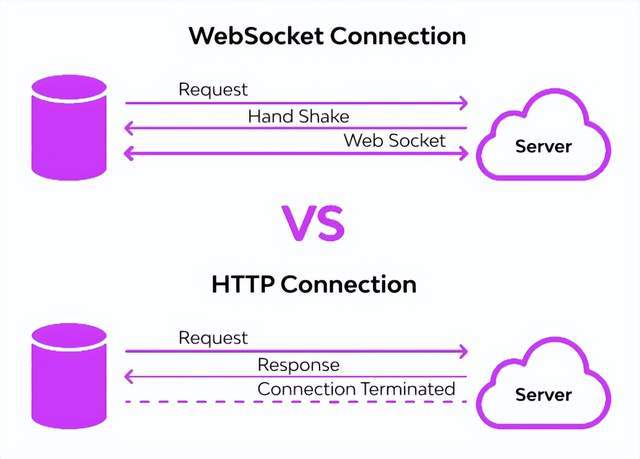 WebSocket Connection
Request
Hand Shake
Web Socket
Server
VS
HTTP Connection
Request
Response
Connection Terminated
Server